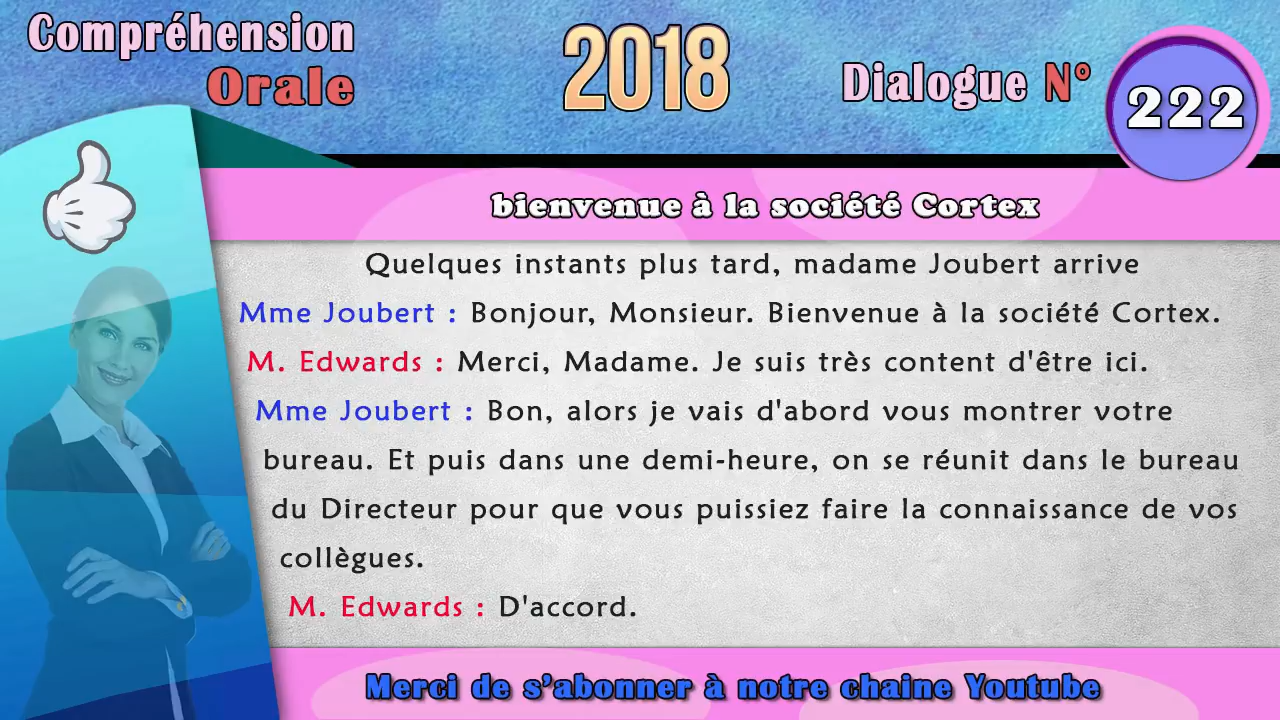 Compréhension
Orale
2018
Dialogue N°
222
bienvenue à la société Cortex
Quelques instants plus tard, madame Joubert arrive
Mme Joubert : Bonjour, Monsieur. Bienvenue à la société Cortex.
M. Edwards : Merci, Madame. Je suis très content d'être ici.
Mme Joubert : Bon, alors je vais d'abord vous montrer votre
bureau. Et puis dans une demi-heure, on se réunit dans le bureau
du Directeur pour que vous puissiez faire la connaissance de vos
collègues.
M. Edwards : D'accord.
Merci de s’abonner à notre chaine Youtube